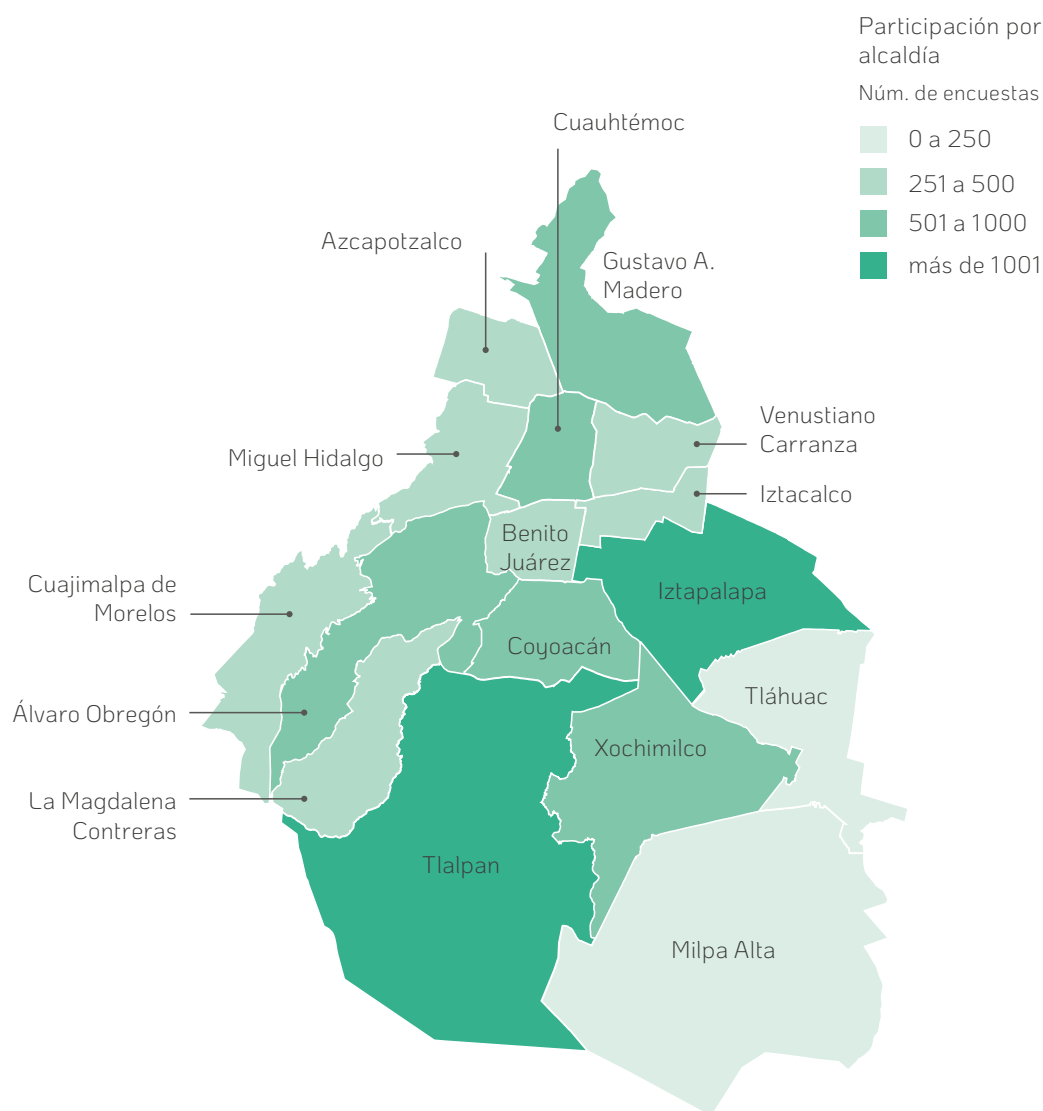 Participación por
alcaldía
Núm. de encuestas
0 a 250
251 a 500
501 a 1000
más de 1001
Cuauhtémoc
Azcapotzalco
Gustavo A.
Madero
Venustiano
Carranza
Miguel Hidalgo
Iztacalco
Benito
Juárez
Cuajimalpa de
Morelos
Iztapalapa
Coyoacán
Tláhuac
Álvaro Obregón
Xochimilco
La Magdalena
Contreras
Tlalpan
Milpa Alta